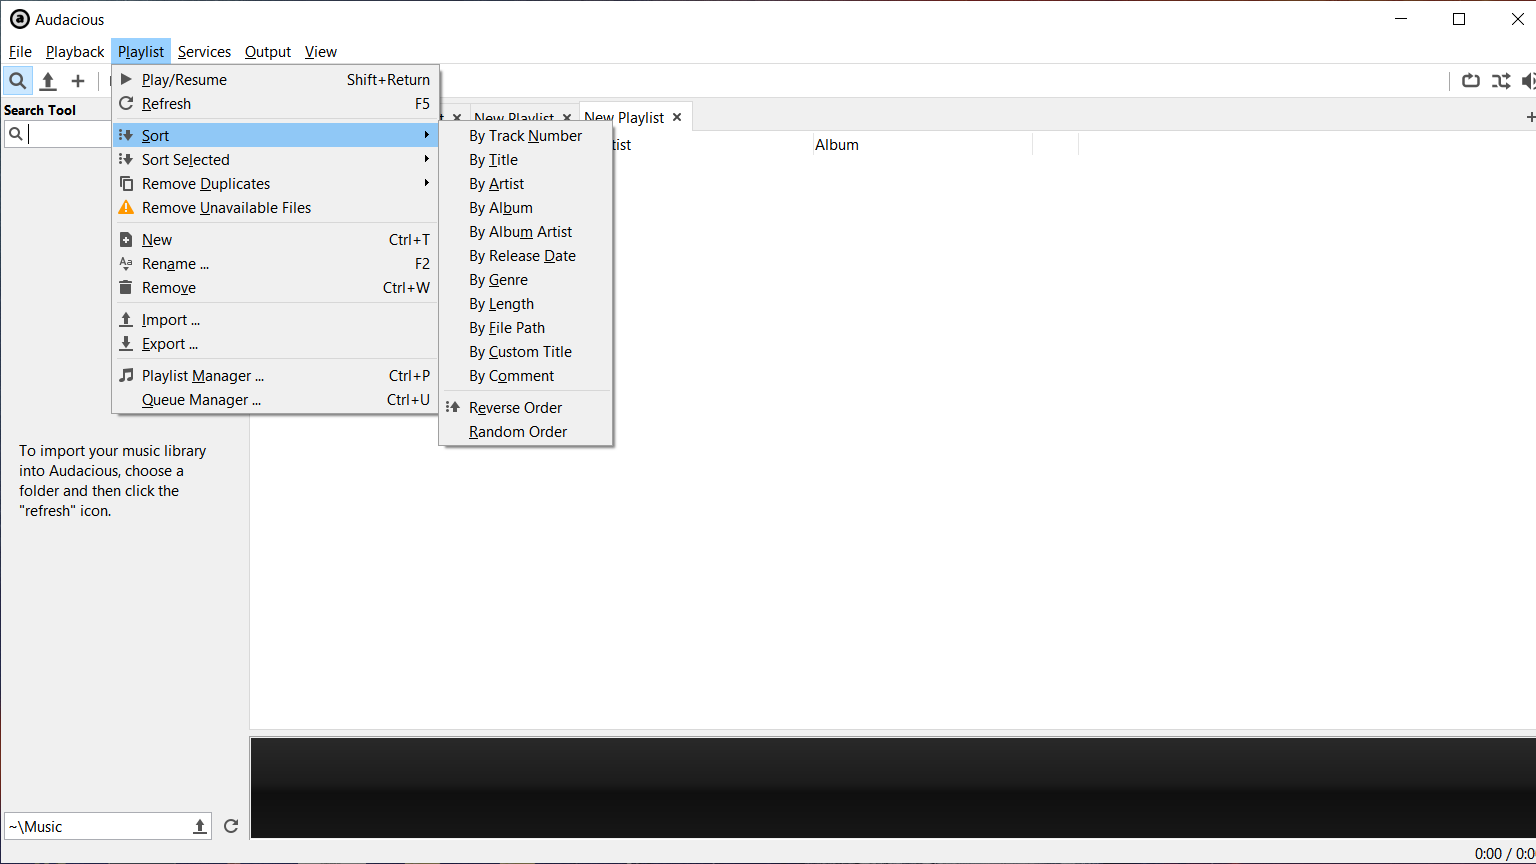 Audacious
File Playback Playlist Services Output View
Play/Resume Shift+Return
Refresh F5
Sort
Sort Selected
Remove Duplicates
Remove Unavailable Files
New Ctrl+T
Rename ... F2
Remove Ctrl+W
Import ...
Export ...
Playlist Manager ... Ctrl+P
Queue Manager ... Ctrl+U
By Track Number
By Title
By Artist
By Album
By Album Artist
By Release Date
By Genre
By Length
By File Path
By Custom Title
By Comment
Reverse Order
Random Order
Search Tool
New Playlist New Playlist
Album
To import your music library
into Audacious, choose a
folder and then click the
"refresh" icon.
~\Music
0:00 /